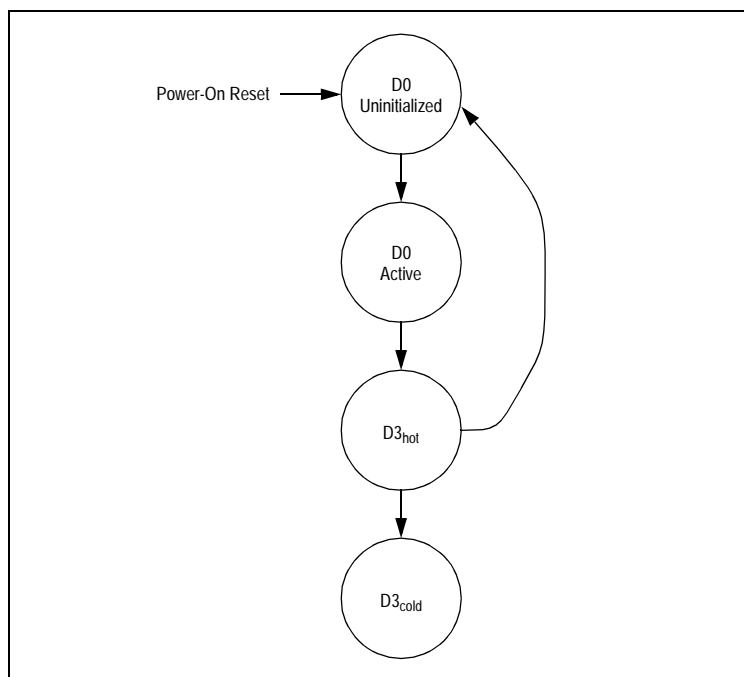 Power-On Reset
D0
Uninitialized
D0
Active
D3hot
D3cold